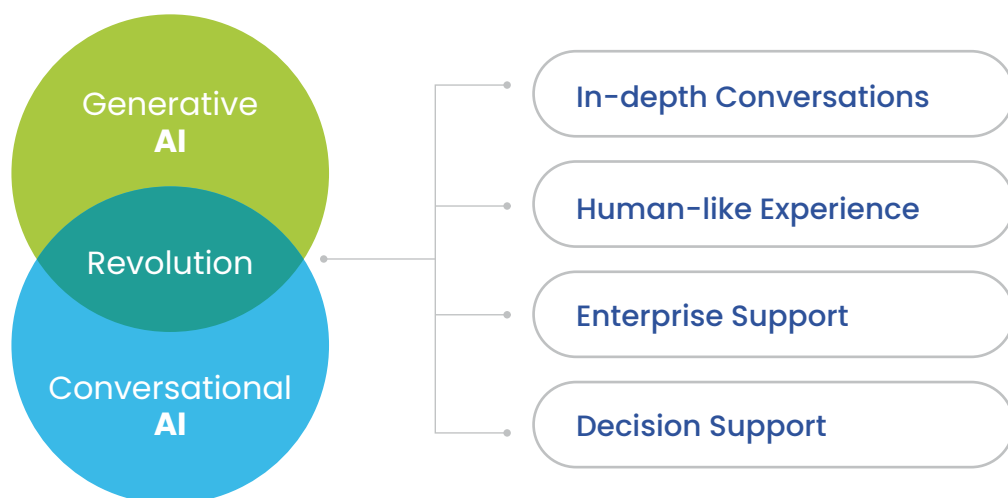 Generative
AI
Revolution
Conversational
AI
In-depth Conversations
Human-like Experience
Enterprise Support
Decision Support